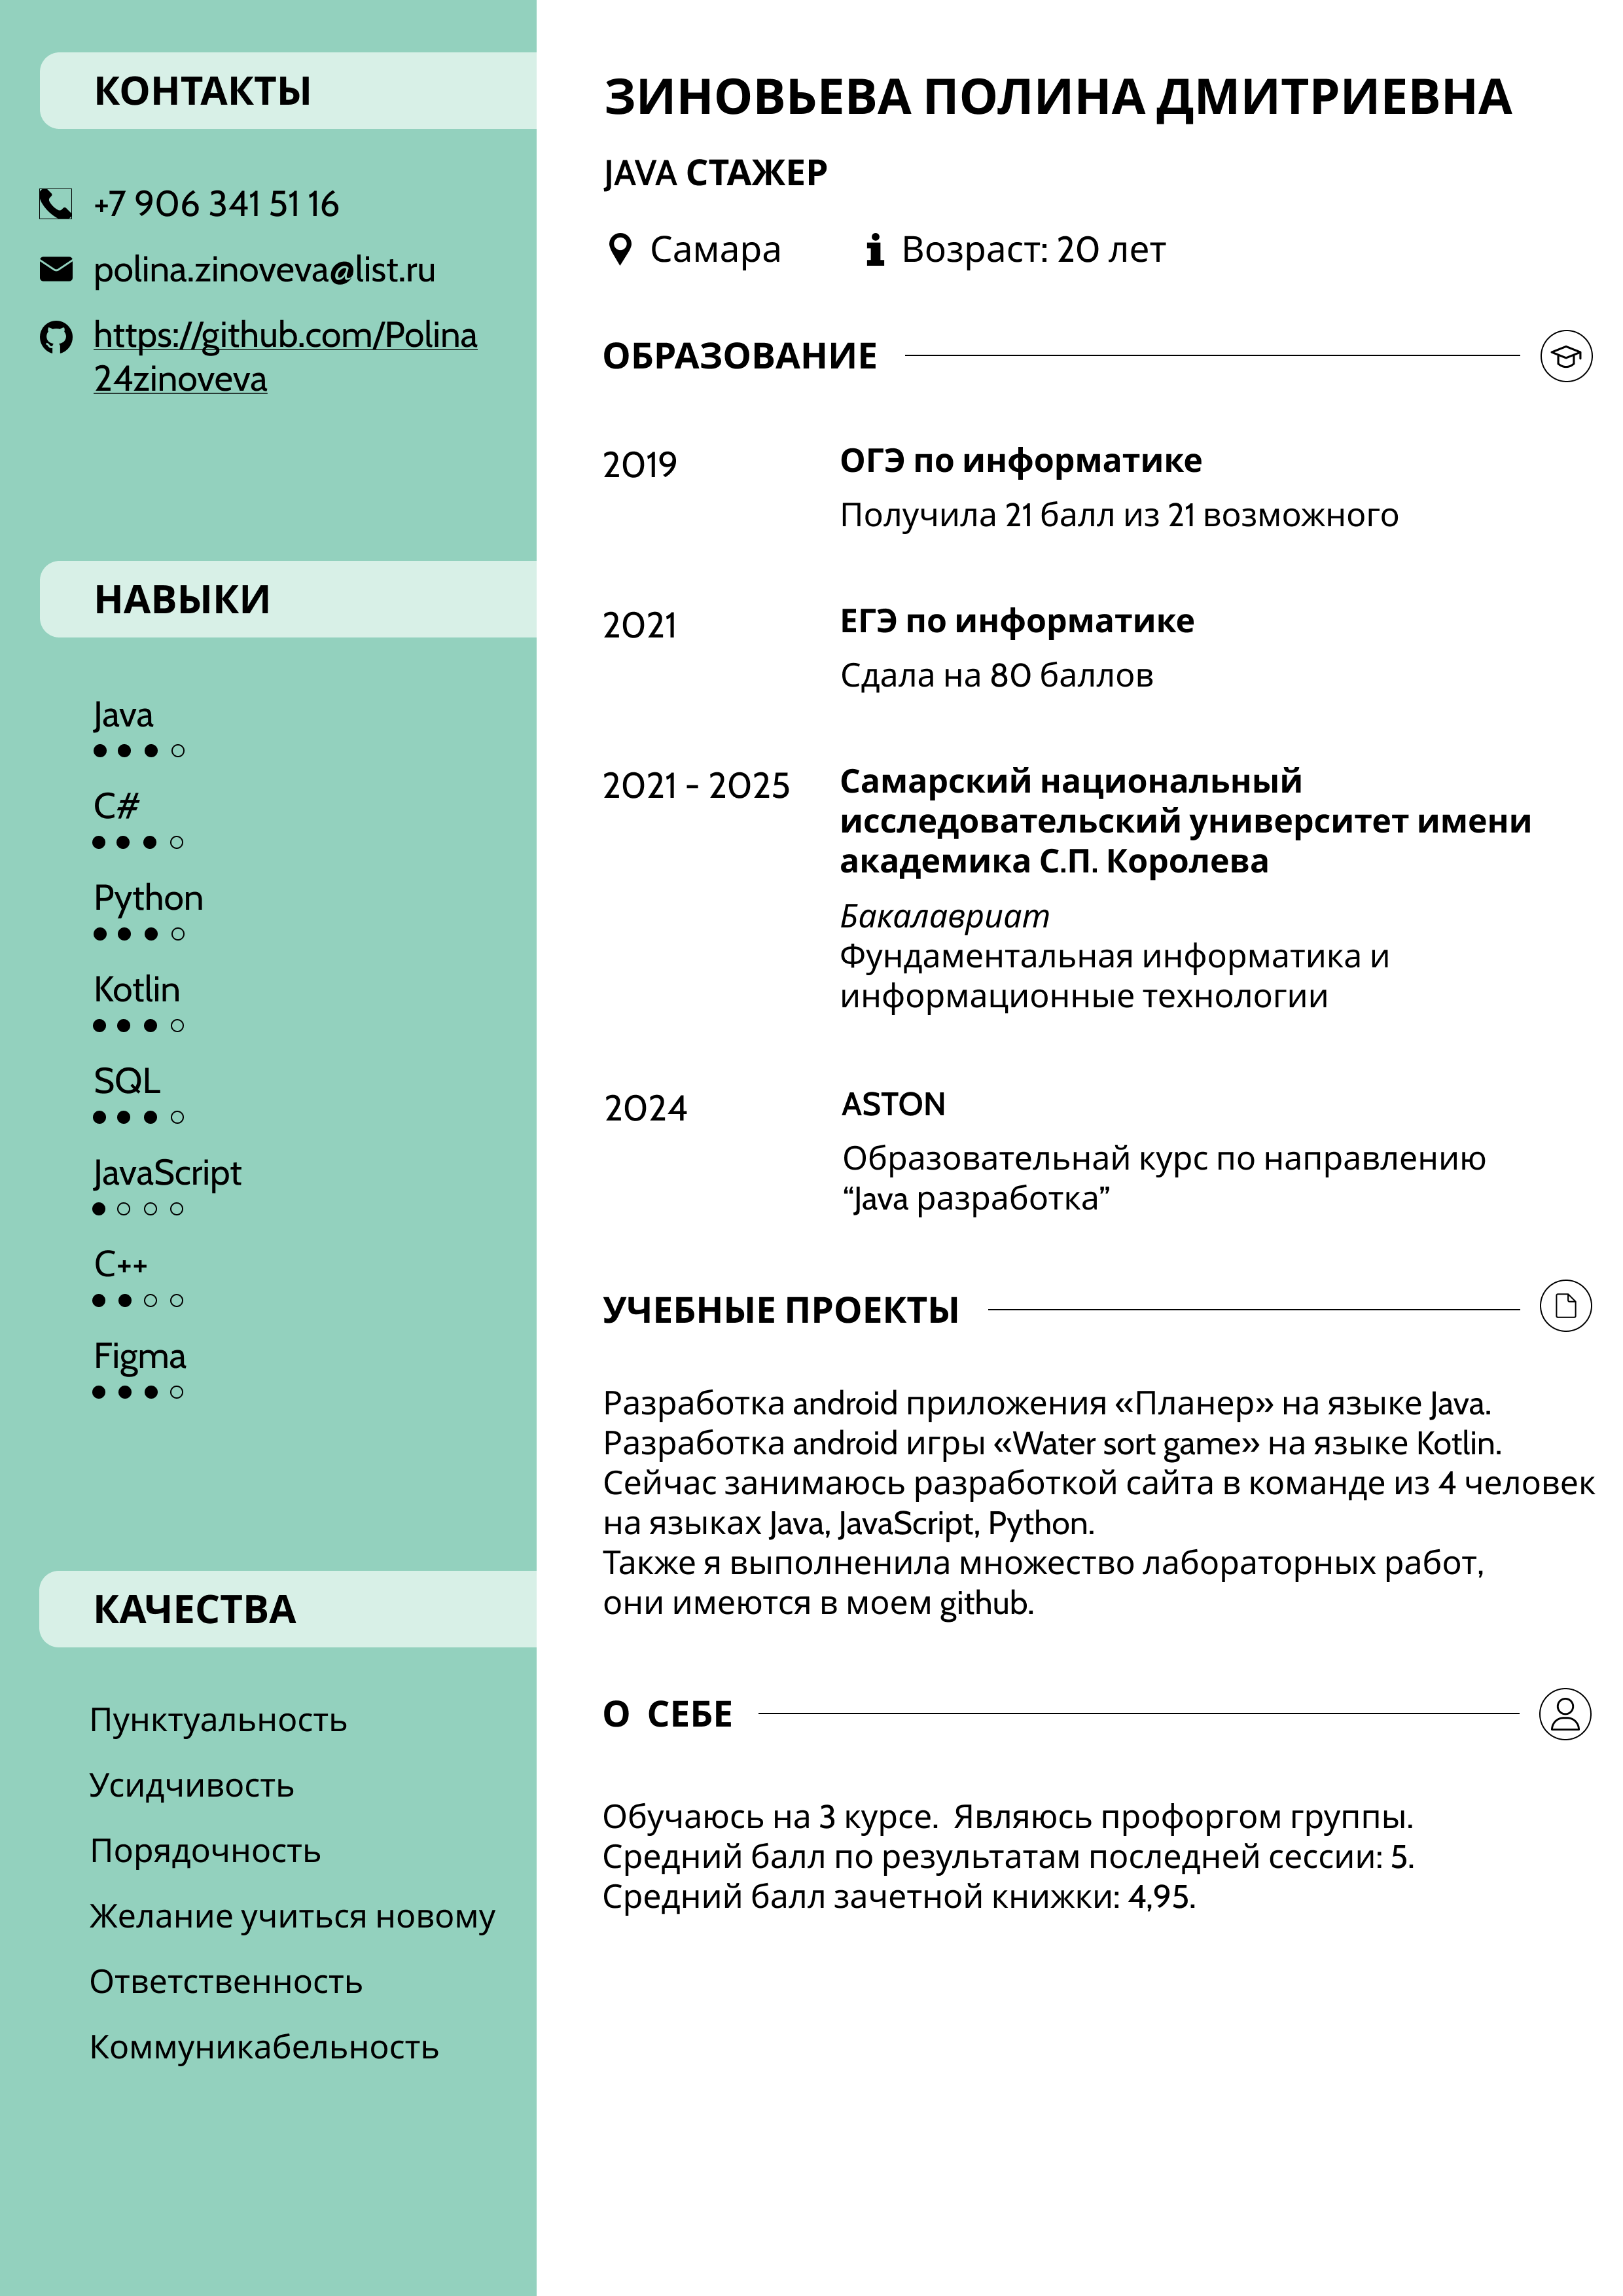 КОНТАКТЫ
+7 906 341 51 16
polina.zinoveva@list.ru
https://github.com/Polina
24zinoveva
НАВЫКИ
Java
C#
Python
Kotlin
SQL
JavaScript
C++
Figma
КАЧЕСТВА
Пунктуальность
Усидчивость
Порядочность
Желание учиться новому
Ответственность
Коммуникабельность
ЗИНОВЬЕВА ПОЛИНА ДМИТРИЕВНА
JAVA СТАЖЕР
Самара Возраст: 20 лет
ОБРАЗОВАНИЕ
2019 ОГЭ по информатике
Получила 21 балл из 21 возможного
2021 ЕГЭ по информатике
Сдала на 80 баллов
2021 - 2025 Самарский национальный
исследовательский университет имени
академика С.П. Королева
Бакалавриат
Фундаментальная информатика и
информационные технологии
2024 ASTON
Образовательнай курс по направлению
“Java разработка”
УЧЕБНЫЕ ПРОЕКТЫ
Разработка android приложения «Планер» на языке Java.
Разработка android игры «Water sort game» на языке Kotlin.
Сейчас занимаюсь разработкой сайта в команде из 4 человек
на языках Java, JavaScript, Python.
Также я выполненила множество лабораторных работ,
они имеются в моем github.
О СЕБЕ
Обучаюсь на 3 курсе. Являюсь профоргом группы.
Средний балл по результатам последней сессии: 5.
Средний балл зачетной книжки: 4,95.